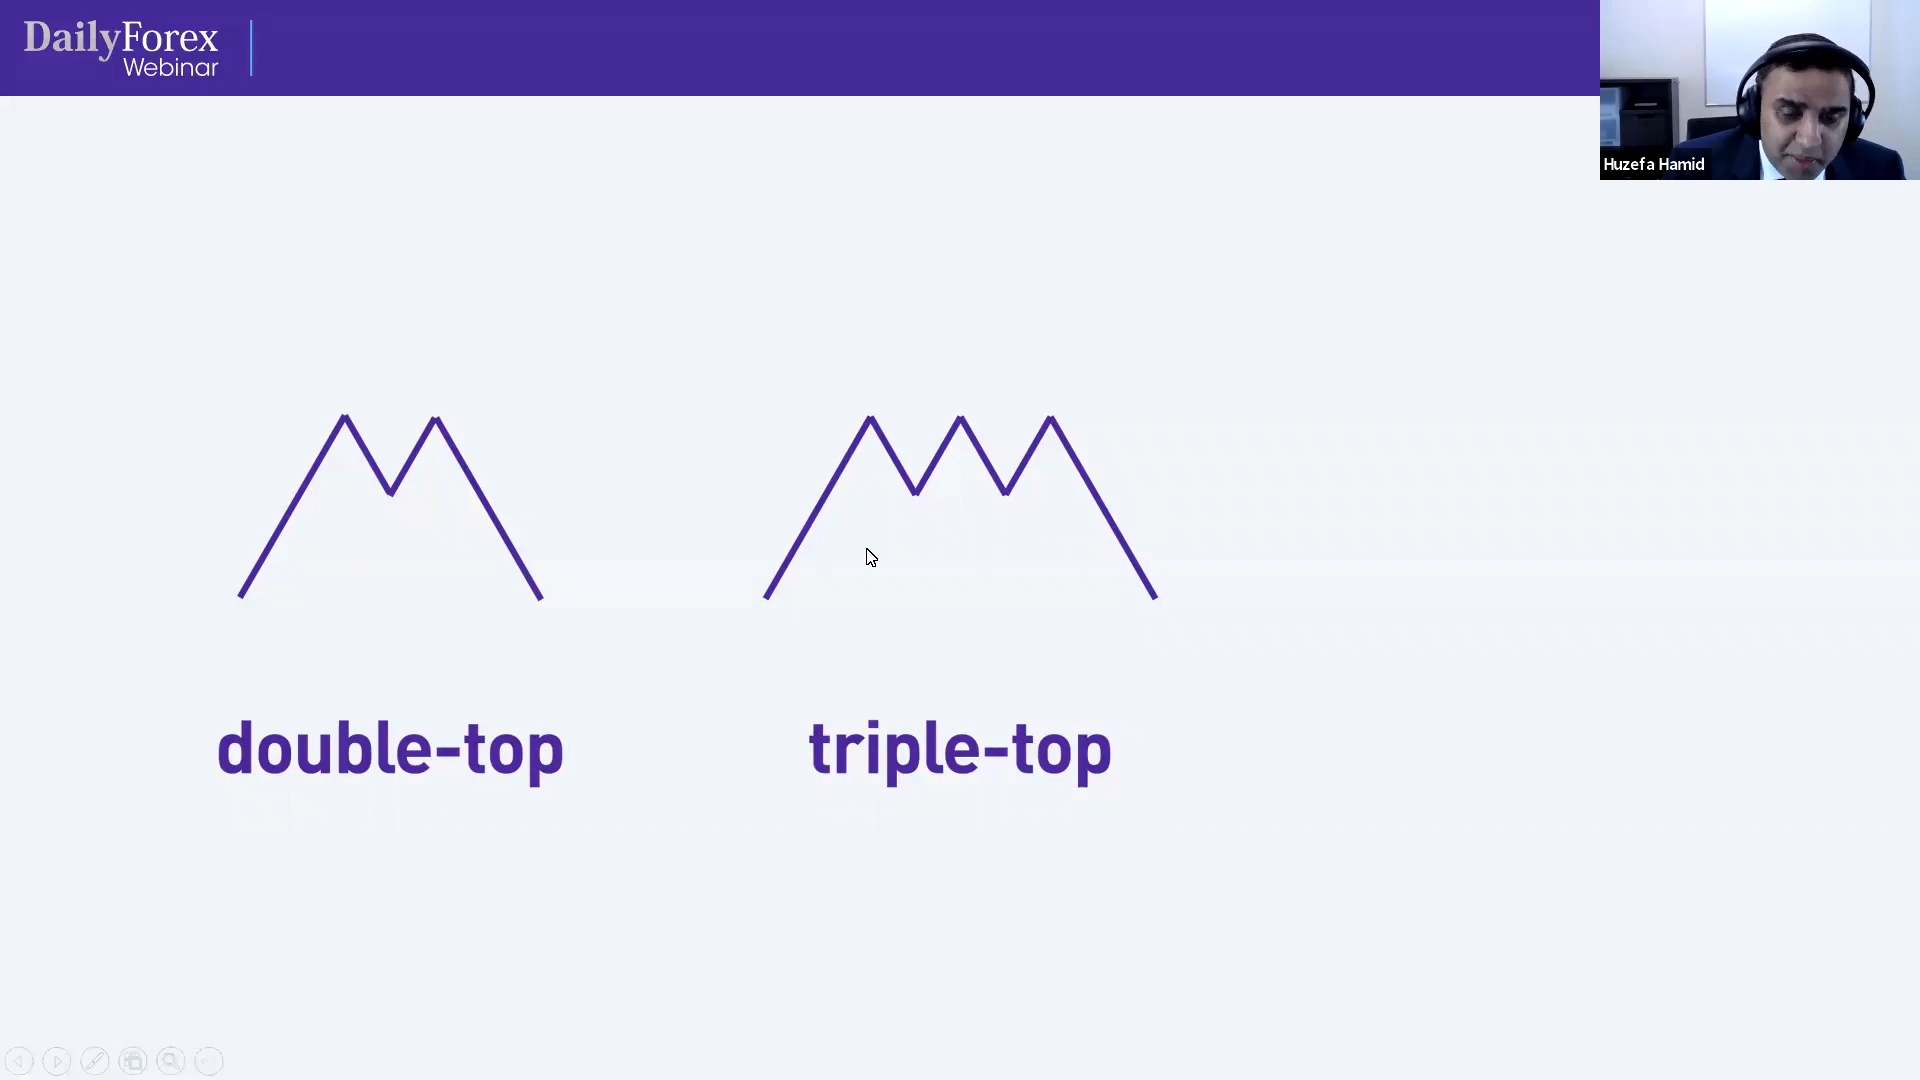 DailyForex
Webinar
Huzefa Hamid
double-top
triple-top